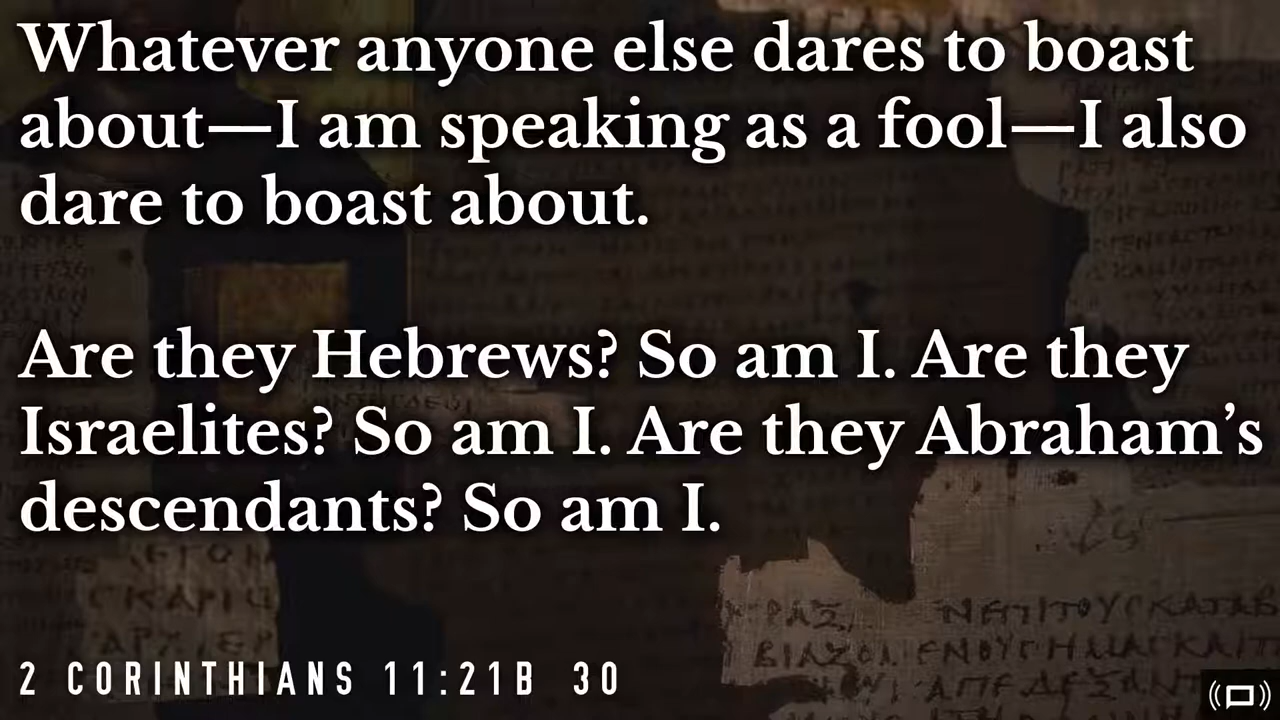 Whatever anyone else dares to boast
about—I am speaking as a fool—I also
dare to boast about.
Are they Hebrews? So am I. Are they
Israelites? So am I. Are they Abraham’s
descendants? So am I.
2 CORINTHIANS 11:21B 30